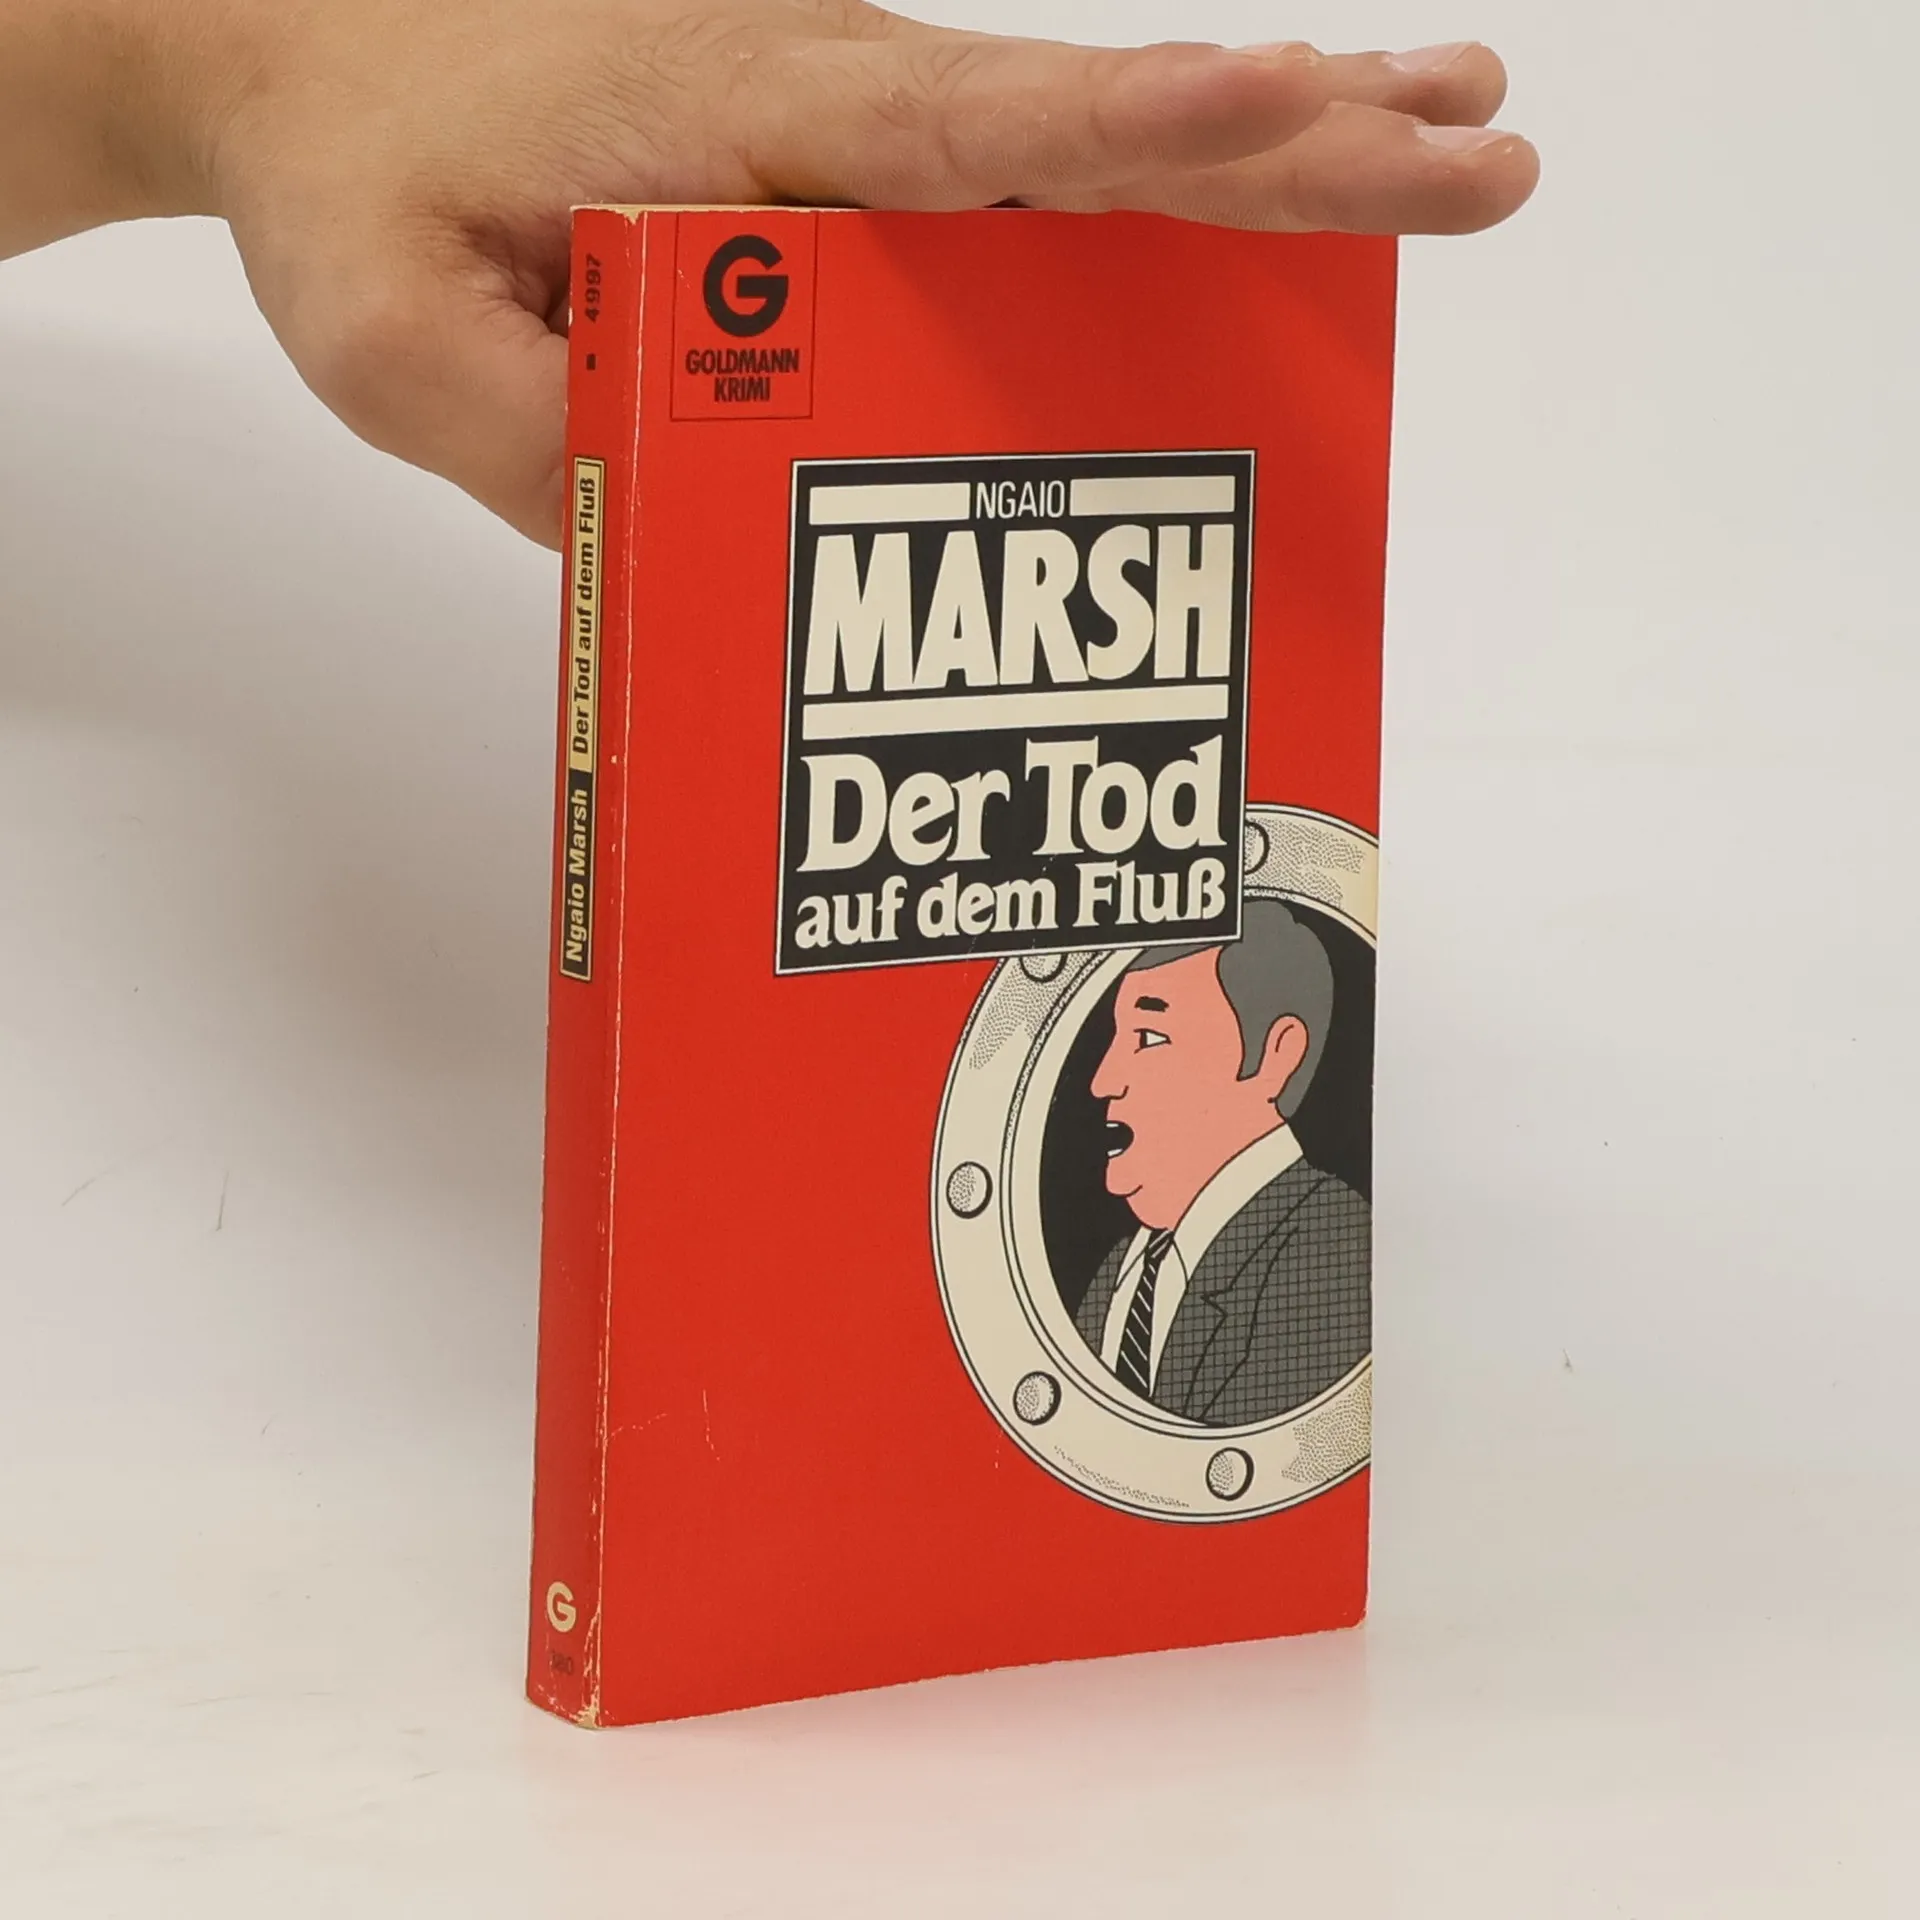 G
GOLDMANN
KRIMI
NGAIO
MARSH
Der Tod
auf dem Fluß
4997
Ngaio Marsh Der Tod auf dem Fluß
G